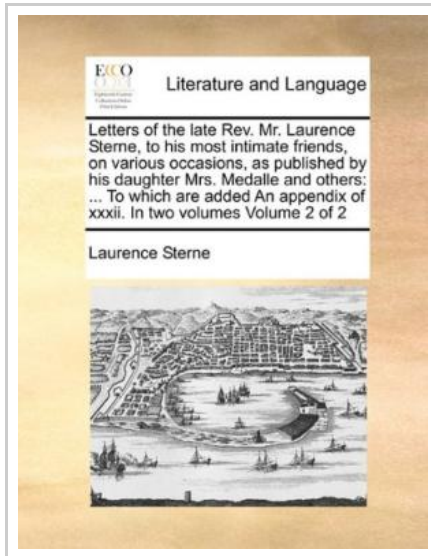 ECCO
Literature and Language
Letters of the late Rev. Mr. Laurence
Sterne, to his most intimate friends,
on various occasions, as published by
his daughter Mrs. Medalle and others:
... To which are added An appendix of
xxxii. In two volumes Volume 2 of 2
Laurence Sterne